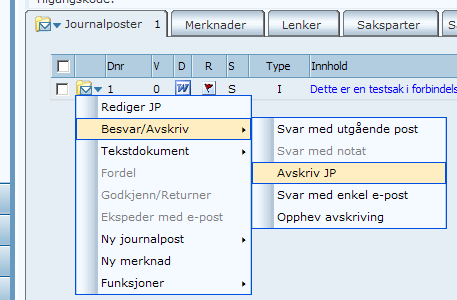 Tilgangskode:
Journalposter 1 Merknader Lenker Saksparter
Dnr V D R S Type Innhold
1 0 W S I Dette er en testsak i forbindels
Rediger JP
Besvar/Avskriv
Tekstdokument
Fordel
Godkjenn/Returner
Ekspeder med e-post
Ny journalpost
Ny merknad
Funksjoner
Svar med utgående post
Svar med notat
Avskriv JP
Svar med enkel e-post
Opphev avskriving